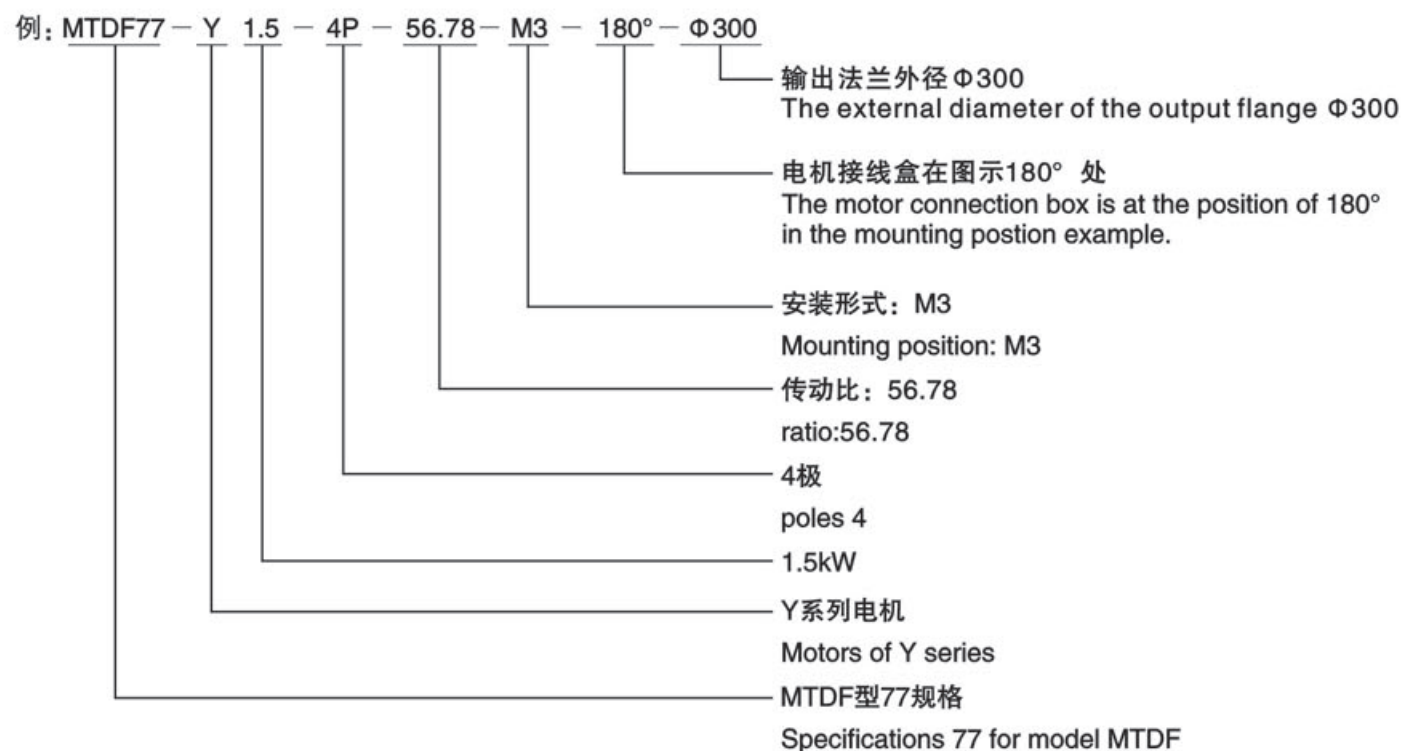 例: MTDF77 - Y 1.5 - 4P - 56.78 - M3 - 180° - Φ300
输出法兰外径Φ300
The external diameter of the output flange Φ300
电机接线盒在图示180° 处
The motor connection box is at the position of 180°
in the mounting postion example.
安装形式：M3
Mounting position: M3
传动比：56.78
ratio:56.78
4极
poles 4
1.5kW
Y系列电机
Motors of Y series
MTDF型77规格
Specifications 77 for model MTDF